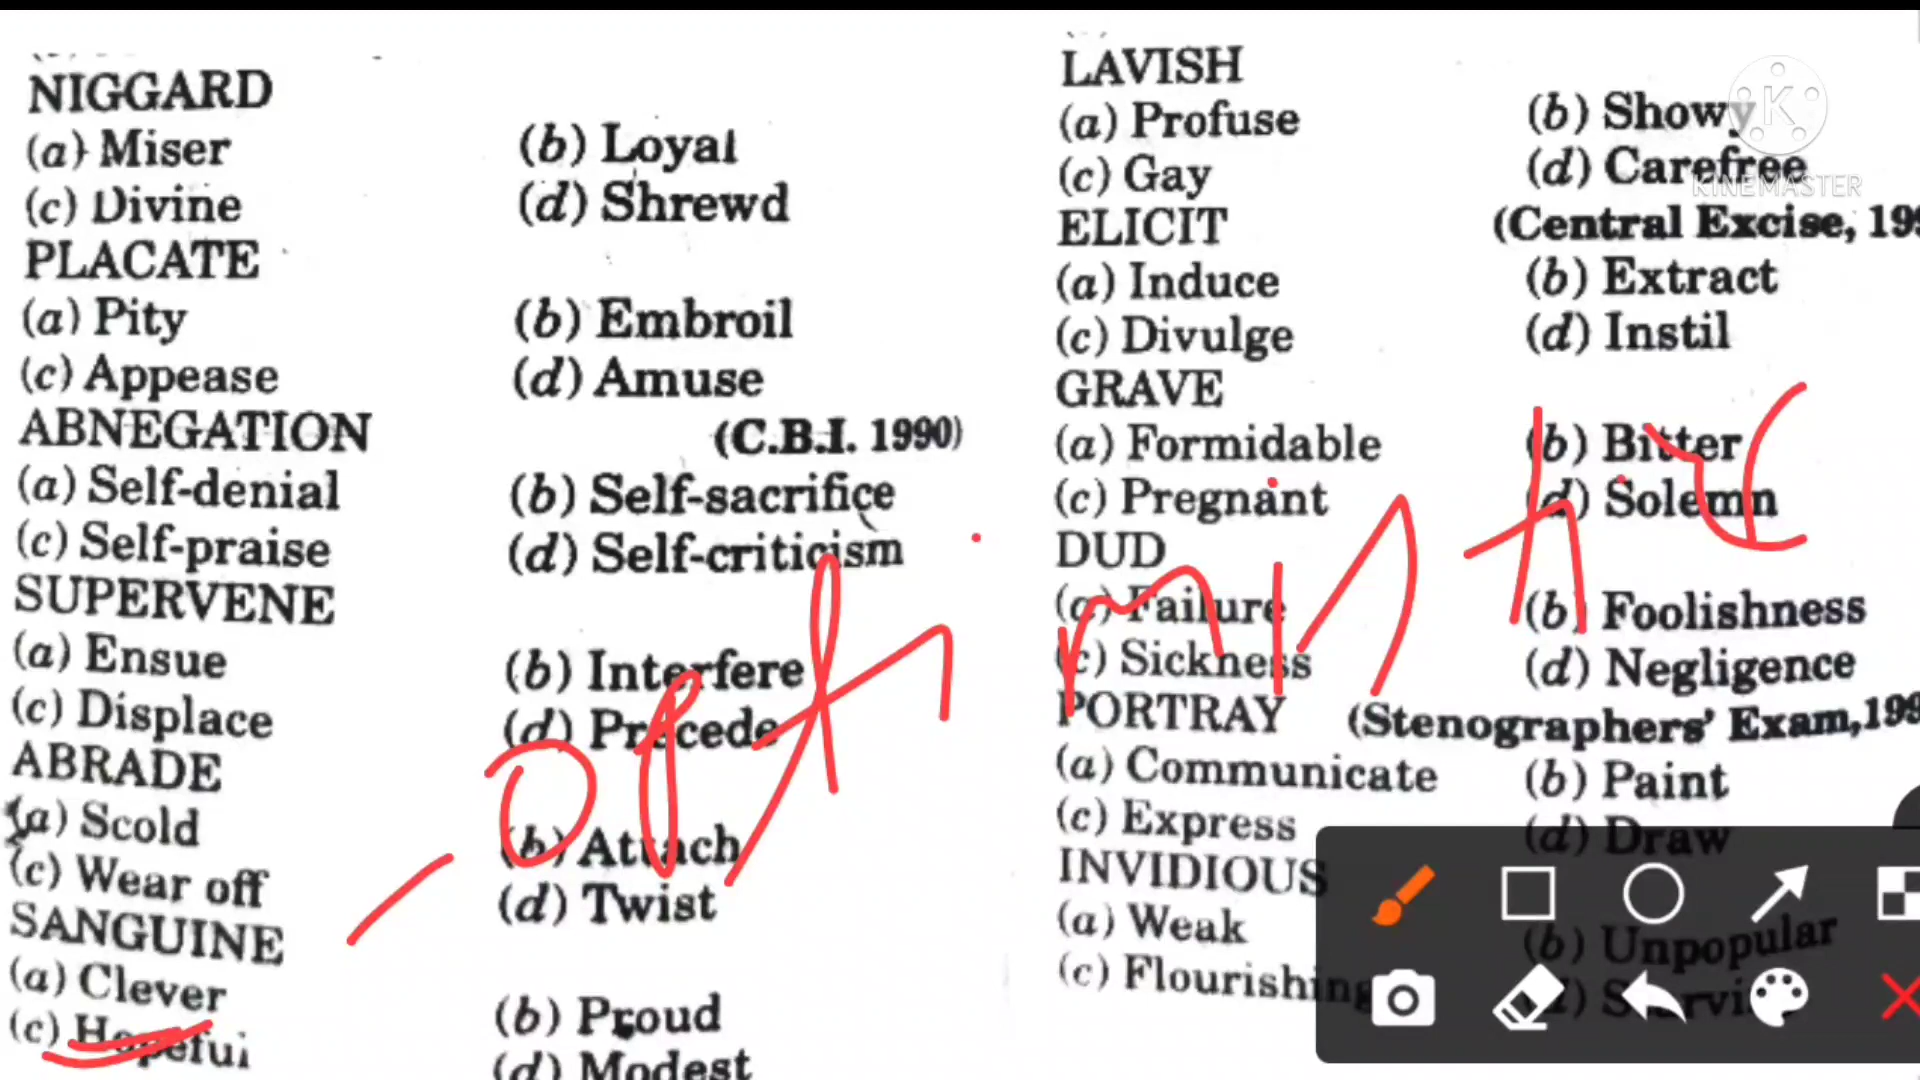 NIGGARD
(a) Miser (b) Loyal
(c) Divine (d) Shrewd
PLACATE
(a) Pity (b) Embroil
(c) Appease (d) Amuse
ABNEGATION (C.B.I. 1990)
(a) Self-denial (b) Self-sacrifice
(c) Self-praise (d) Self-criticism
SUPERVENE
(a) Ensue (b) Interfere
(c) Displace (d) Precede
ABRADE
(a) Scold (b) Attach
(c) Wear off (d) Twist
SANGUINE
(a) Clever (b) Proud
(c) Hopeful (d) Modest
- optimistic
LAVISH
(a) Profuse (b) Showy
(c) Gay (d) Carefree
ELICIT (Central Excise, 199
(a) Induce (b) Extract
(c) Divulge (d) Instil
GRAVE
(a) Formidable (b) Bitter
(c) Pregnant (d) Solemn
DUD
(a) Failure (b) Foolishness
(c) Sickness (d) Negligence
PORTRAY (Stenographers' Exam, 199
(a) Communicate (b) Paint
(c) Express (d) Draw
INVIDIOUS
(a) Weak (b) Unpopular
(c) Flourishing
K
KINEMASTER